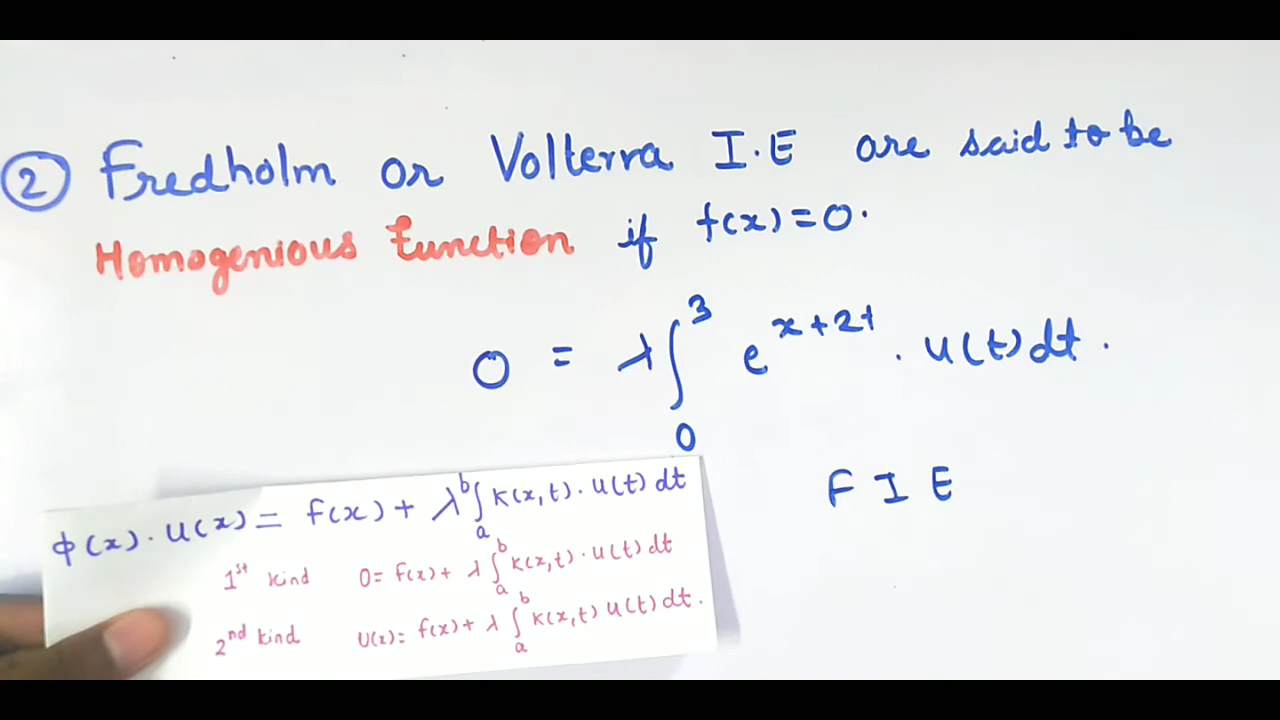 ② Fredholm or Volterra I.E are said to be
Homogenious function if f(x)=0.
0 = λ∫₀³ e^(x+2t) . u(t)dt.
F I E
ϕ(x).u(x) = f(x) + λ∫ₐᵇ K(x,t).u(t)dt
1st kind 0= f(x)+ λ∫ₐᵇ K(x,t).u(t)dt
2nd kind U(x)= f(x)+ λ∫ₐᵇ K(x,t) u(t)dt.